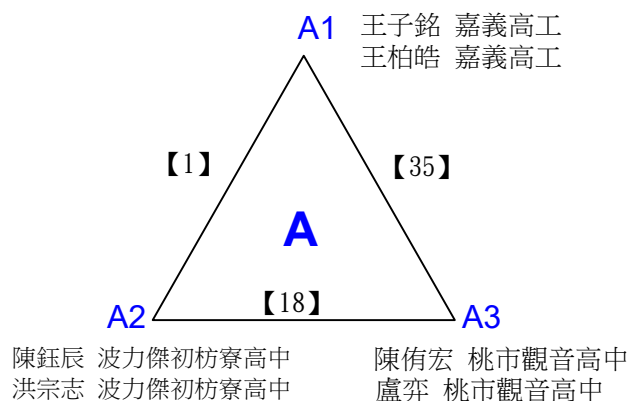 A1
王子銘 嘉義高工
王柏皓 嘉義高工
【1】
【35】
A
【18】
A2
A3
陳鈺辰 波力傑初枋寮高中
洪宗志 波力傑初枋寮高中
陳侑宏 桃市觀音高中
盧弈 桃市觀音高中